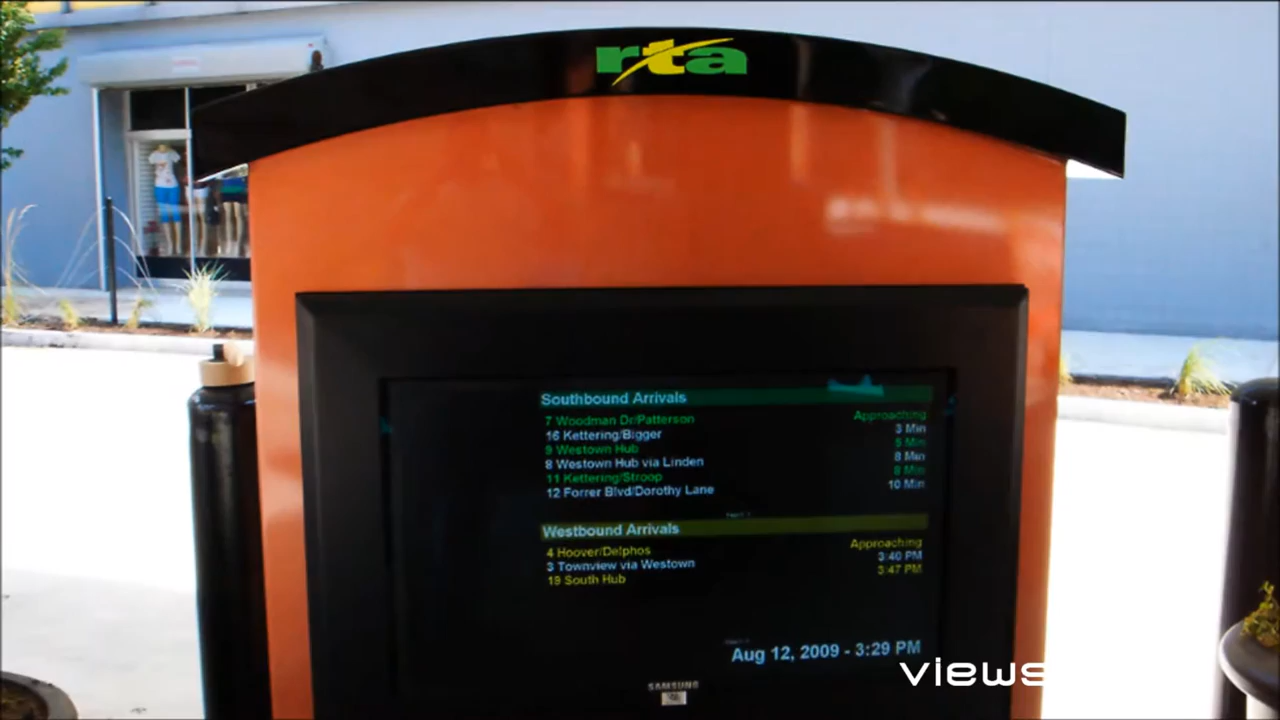 rta
Southbound Arrivals
7 Woodman Dr/Patterson Approaching
16 Kettering/Bigger 3 Min
9 Westown Hub 5 Min
8 Westown Hub via Linden 8 Min
11 Kettering/Stroop 8 Min
12 Forrer Blvd/Dorothy Lane 10 Min
Westbound Arrivals
4 Hoover/Delphos Approaching
3 Townview via Westown 3:40 PM
19 South Hub 3:47 PM
Aug 12, 2009 - 3:29 PM
views
SAMSUNG